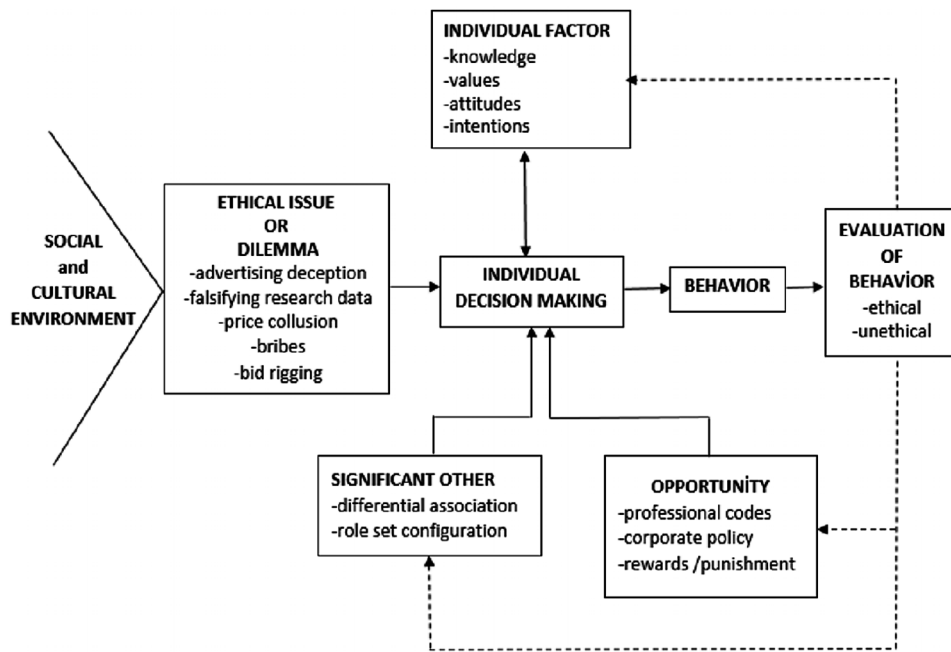 INDIVIDUAL FACTOR
-knowledge
-values
-attitudes
-intentions
SOCIAL
and
CULTURAL
ENVIRONMENT
ETHICAL ISSUE
OR
DILEMMA
-advertising deception
-falsifying research data
-price collusion
-bribes
-bid rigging
INDIVIDUAL
DECISION MAKING
BEHAVIOR
EVALUATION
OF
BEHAVİOR
-ethical
-unethical
SIGNIFICANT OTHER
-differential association
-role set configuration
OPPORTUNİTY
-professional codes
-corporate policy
-rewards /punishment